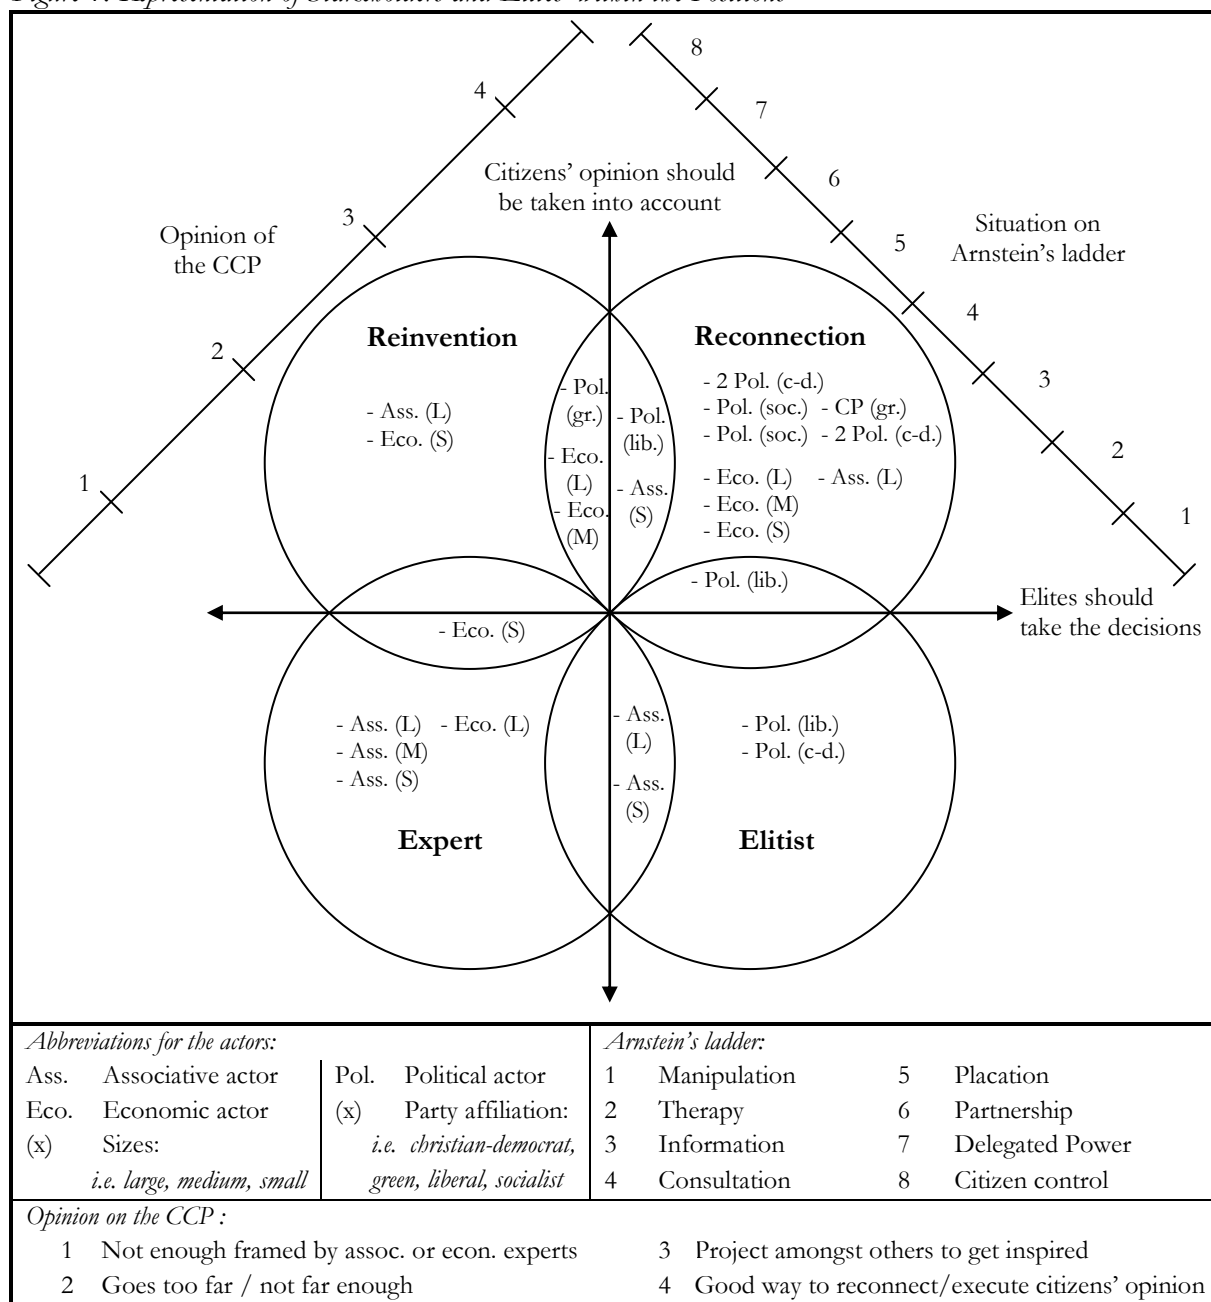 Figure 1: Representation of Stakeholders and Elites within the Positions
8
4
7
Citizens' opinion should
be taken into account
6
3
Opinion of
the CCP
5
Situation on
Arnstein's ladder
4
2
Reinvention
Reconnection
3
- Ass. (L)
- Eco. (S)
- Pol.
(gr.)
- Eco.
(L)
- Eco.
(M)
- Pol.
(lib.)
- Ass.
(S)
- 2 Pol. (c-d.)
- Pol. (soc.) - CP (gr.)
- Pol. (soc.) - 2 Pol. (c-d.)
- Eco. (L) - Ass. (L)
- Eco. (M)
- Eco. (S)
2
1
1
- Pol. (lib.)
Elites should
take the decisions
- Eco. (S)
- Ass. (L) - Eco. (L)
- Ass. (M)
- Ass. (S)
- Ass.
(L)
- Ass.
(S)
- Pol. (lib.)
- Pol. (c-d.)
Expert
Elitist
Abbreviations for the actors:
Ass. Associative actor
Eco. Economic actor
(x) Sizes:
i.e. large, medium, small
Pol. Political actor
(x) Party affiliation:
i.e. christian-democrat,
green, liberal, socialist
Arnstein's ladder:
1 Manipulation 5 Placation
2 Therapy 6 Partnership
3 Information 7 Delegated Power
4 Consultation 8 Citizen control
Opinion on the CCP :
1 Not enough framed by assoc. or econ. experts 3 Project amongst others to get inspired
2 Goes too far / not far enough 4 Good way to reconnect/execute citizens' opinion